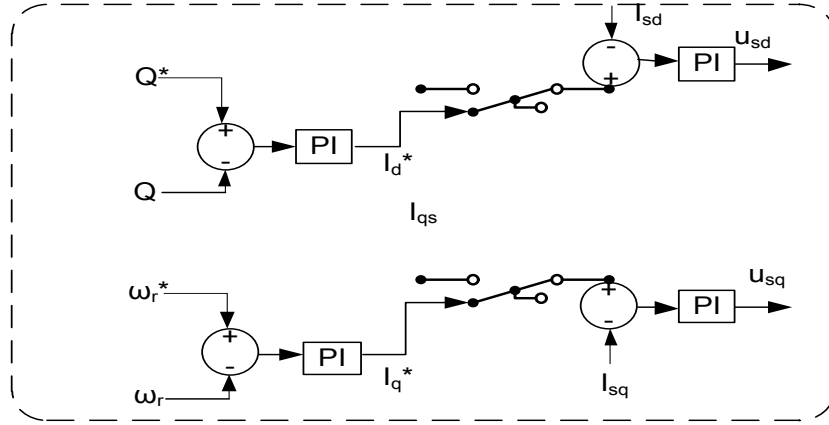 I_sd
u_sd
-
+
PI
Q*
+
-
PI
I_d*
Q
I_qs
ω_r*
+
-
PI
I_q*
ω_r
+
-
PI
u_sq
I_sq